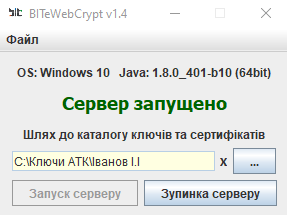 BITeWebCrypt v1.4
Файл
OS: Windows 10 Java: 1.8.0_401-b10 (64bit)
Сервер запущено
Шлях до каталогу ключів та сертифікатів
C:\Ключи АТК\Іванов І.І x ...
Запуск серверу Зупинка серверу